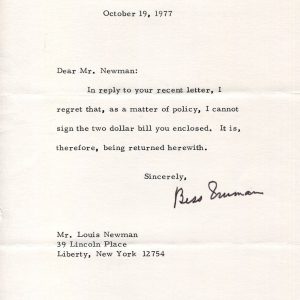 October 19, 1977
Dear Mr. Newman:
In reply to your recent letter, I
regret that, as a matter of policy, I cannot
sign the two dollar bill you enclosed. It is,
therefore, being returned herewith.
Sincerely,
Bess Truman
Mr. Louis Newman
39 Lincoln Place
Liberty, New York 12754